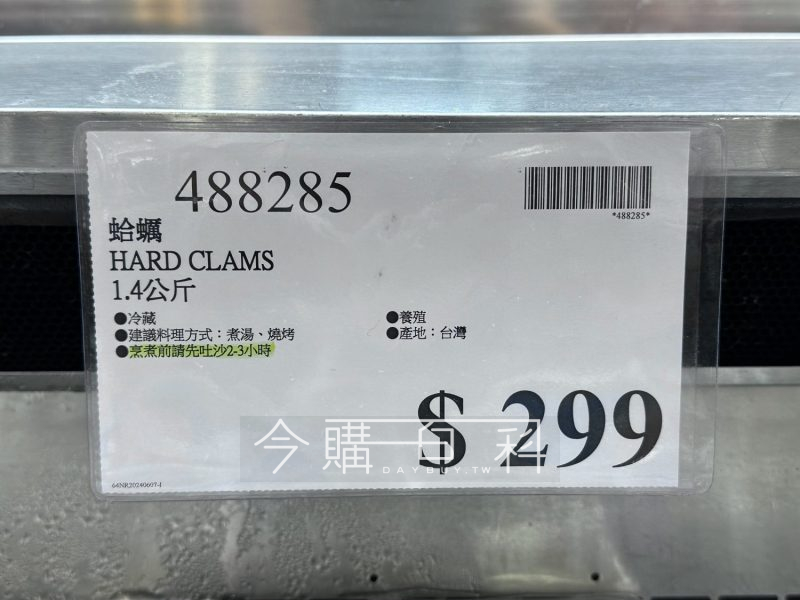 488285
*488285*
蛤蠣
HARD CLAMS
1.4公斤
●冷藏
●養殖
●建議料理方式：煮湯、燒烤
●產地：台灣
●烹煮前請先吐沙2-3小時
$ 299
今購百科
DAYBUY.TW
64NR20240607-J